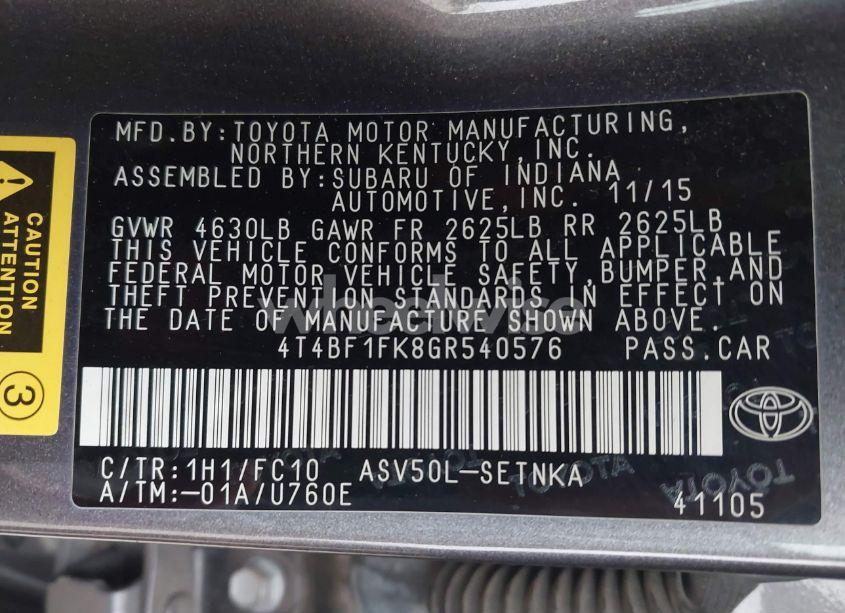 MFD.BY:TOYOTA MOTOR MANUFACTURING,
NORTHERN KENTUCKY,INC.
ASSEMBLED BY:SUBARU OF INDIANA
AUTOMOTIVE,INC. 11/15
GVWR 4630LB GAWR FR 2625LB RR 2625LB
THIS VEHICLE CONFORMS TO ALL APPLICABLE
FEDERAL MOTOR VEHICLE SAFETY,BUMPER,AND
THEFT PREVENTION STANDARDS IN EFFECT ON
THE DATE OF MANUFACTURE SHOWN ABOVE.
4T4BF1FK8GR540576 PASS.CAR
C/TR:1H1/FC10 ASV50L-SETNKA
A/TM:-01A/U760E
41105
CAUTION
ATTENTION
3
wheelwise
TOYOTA
TOYOTA